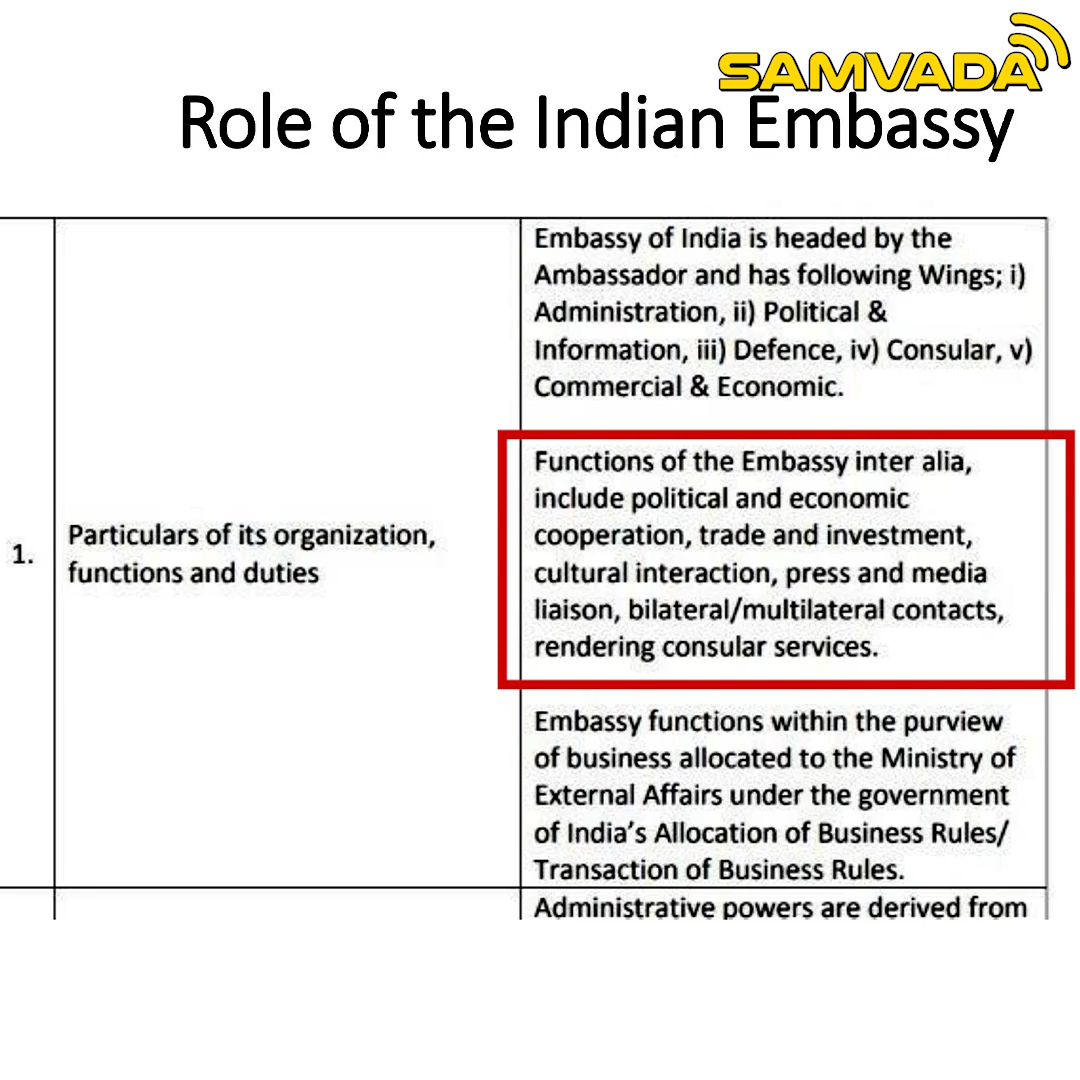 SAMVADA
Role of the Indian Embassy
1.
Particulars of its organization,
functions and duties
Embassy of India is headed by the
Ambassador and has following Wings; i)
Administration, ii) Political &
Information, iii) Defence, iv) Consular, v)
Commercial & Economic.
Functions of the Embassy inter alia,
include political and economic
cooperation, trade and investment,
cultural interaction, press and media
liaison, bilateral/multilateral contacts,
rendering consular services.
Embassy functions within the purview
of business allocated to the Ministry of
External Affairs under the government
of India’s Allocation of Business Rules/
Transaction of Business Rules.
Administrative powers are derived from